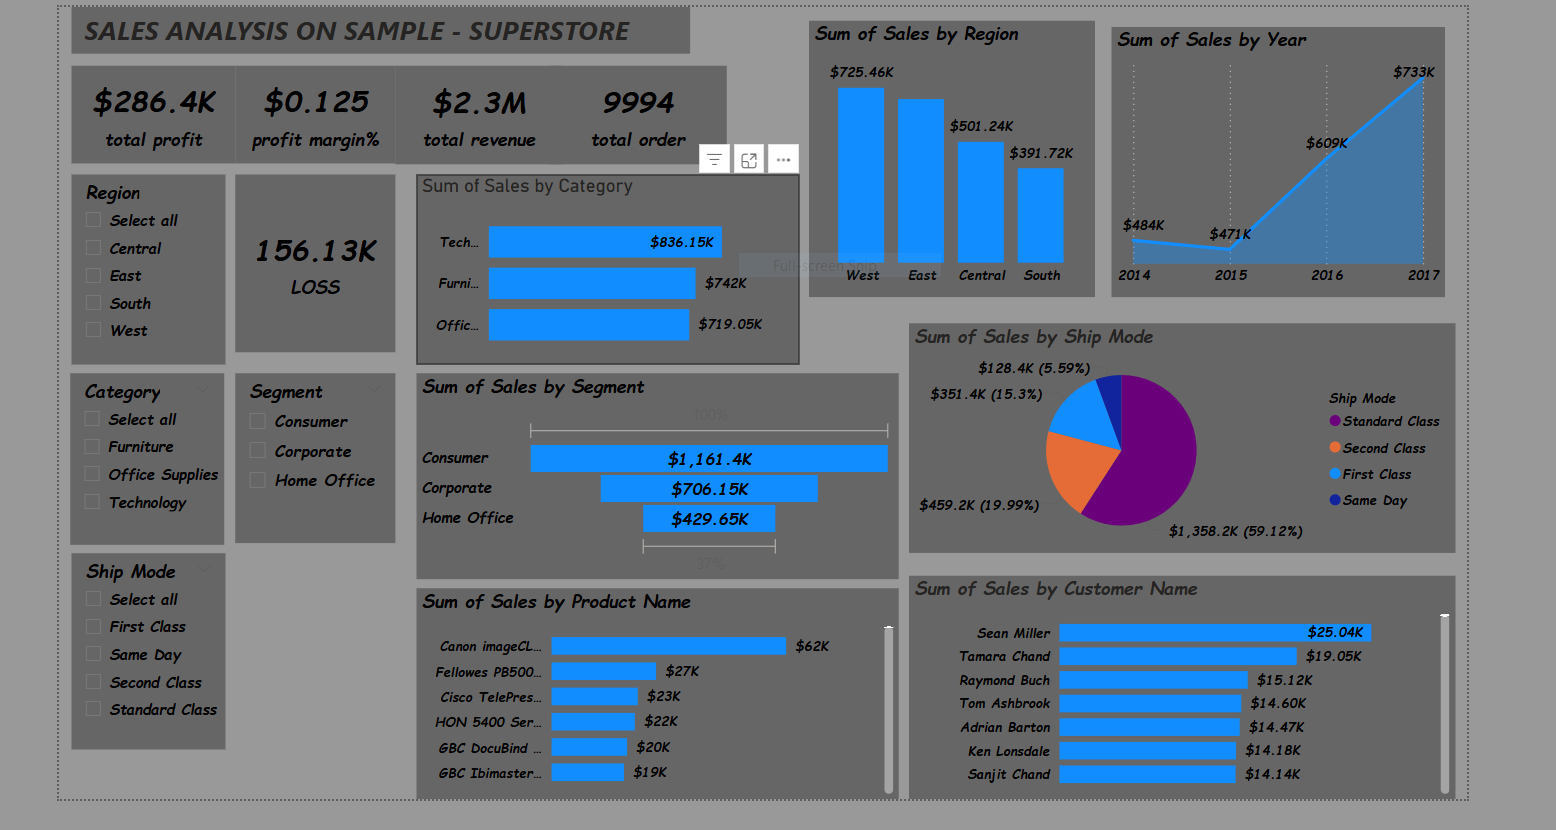 SALES ANALYSIS ON SAMPLE - SUPERSTORE
$286.4K
total profit
$0.125
profit margin%
$2.3M
total revenue
9994
total order
Region
Select all
Central
East
South
West
156.13K
LOSS
Category
Select all
Furniture
Office Supplies
Technology
Segment
Consumer
Corporate
Home Office
Ship Mode
Select all
First Class
Same Day
Second Class
Standard Class
Sum of Sales by Category
Tech... $836.15K
Furni... $742K
Offic... $719.05K
Full-screen Snip
Sum of Sales by Segment
100%
Consumer $1,161.4K
Corporate $706.15K
Home Office $429.65K
37%
Sum of Sales by Product Name
Canon imageCL... $62K
Fellowes PB500... $27K
Cisco TelePres... $23K
HON 5400 Ser... $22K
GBC DocuBind ... $20K
GBC Ibimaster... $19K
Sum of Sales by Region
$725.46K
$501.24K
$391.72K
West East Central South
Sum of Sales by Year
$733K
$609K
$484K
$471K
2014 2015 2016 2017
Sum of Sales by Ship Mode
$128.4K (5.59%)
$351.4K (15.3%)
$459.2K (19.99%)
$1,358.2K (59.12%)
Ship Mode
Standard Class
Second Class
First Class
Same Day
Sum of Sales by Customer Name
Sean Miller $25.04K
Tamara Chand $19.05K
Raymond Buch $15.12K
Tom Ashbrook $14.60K
Adrian Barton $14.47K
Ken Lonsdale $14.18K
Sanjit Chand $14.14K